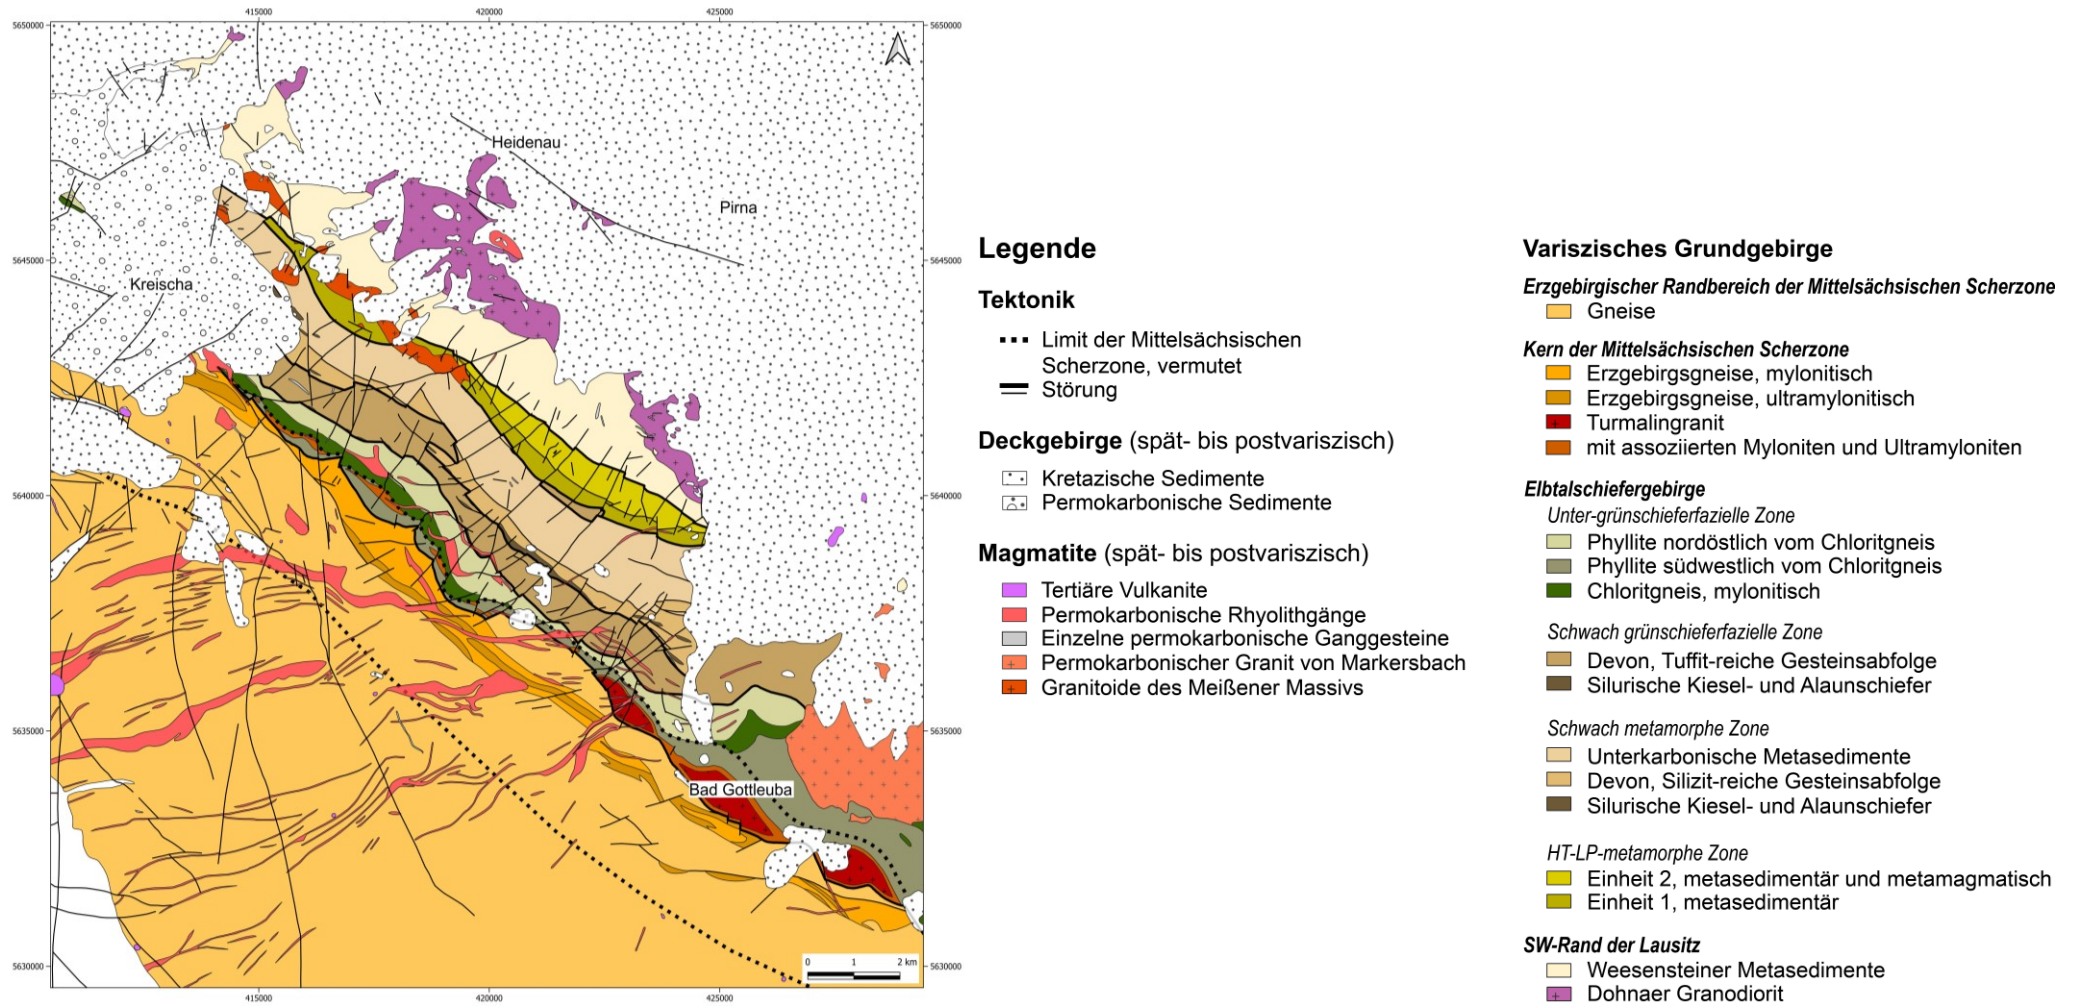 415000
420000
425000
5650000
5650000
Heidenau
Pirna
5645000
5645000
Kreischa
5640000
5640000
5635000
5635000
Bad Gottleuba
0 1 2 km
5630000
5630000
415000
420000
425000
Legende
Tektonik
Limit der Mittelsächsischen
Scherzone, vermutet
Störung
Deckgebirge (spät- bis postvariszisch)
Kretazische Sedimente
Permokarbonische Sedimente
Magmatite (spät- bis postvariszisch)
Tertiäre Vulkanite
Permokarbonische Rhyolithgänge
Einzelne permokarbonische Ganggesteine
Permokarbonischer Granit von Markersbach
Granitoide des Meißener Massivs
Variszisches Grundgebirge
Erzgebirgischer Randbereich der Mittelsächsischen Scherzone
Gneise
Kern der Mittelsächsischen Scherzone
Erzgebirgsgneise, mylonitisch
Erzgebirgsgneise, ultramylonitisch
Turmalingranit
mit assoziierten Myloniten und Ultramyloniten
Elbtalschiefergebirge
Unter-grünschieferfazielle Zone
Phyllite nordöstlich vom Chloritgneis
Phyllite südwestlich vom Chloritgneis
Chloritgneis, mylonitisch
Schwach grünschieferfazielle Zone
Devon, Tuffit-reiche Gesteinsabfolge
Silurische Kiesel- und Alaunschiefer
Schwach metamorphe Zone
Unterkarbonische Metasedimente
Devon, Silizit-reiche Gesteinsabfolge
Silurische Kiesel- und Alaunschiefer
HT-LP-metamorphe Zone
Einheit 2, metasedimentär und metamagmatisch
Einheit 1, metasedimentär
SW-Rand der Lausitz
Weesensteiner Metasedimente
Dohnaer Granodiorit